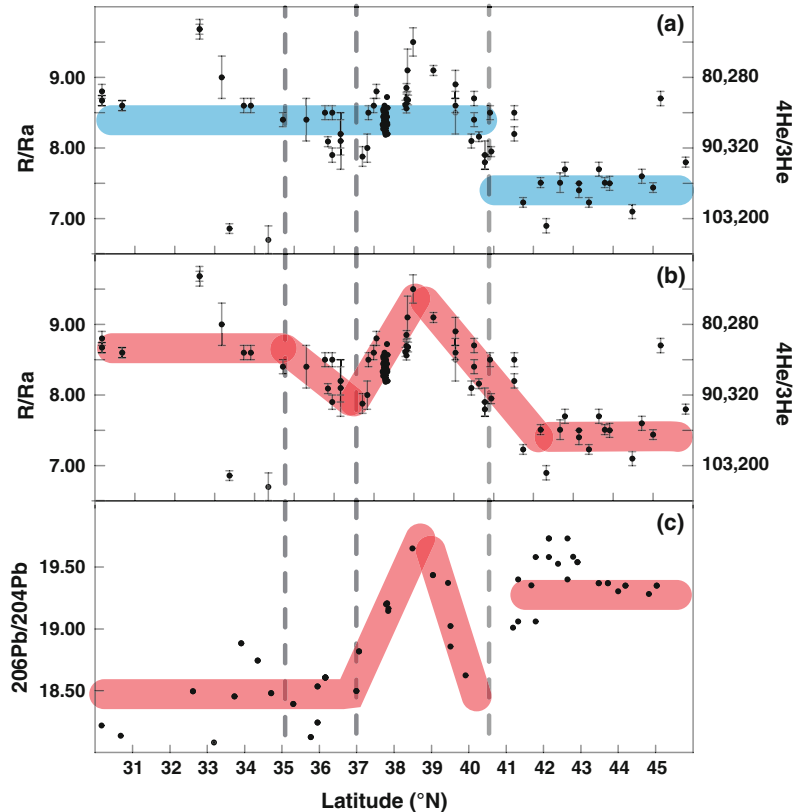 (a)
9.00
8.00
7.00
R/Ra
80,280
90,320
103,200
4He/3He
(b)
9.00
8.00
7.00
R/Ra
80,280
90,320
103,200
4He/3He
(c)
19.50
19.00
18.50
206Pb/204Pb
31 32 33 34 35 36 37 38 39 40 41 42 43 44 45
Latitude (°N)